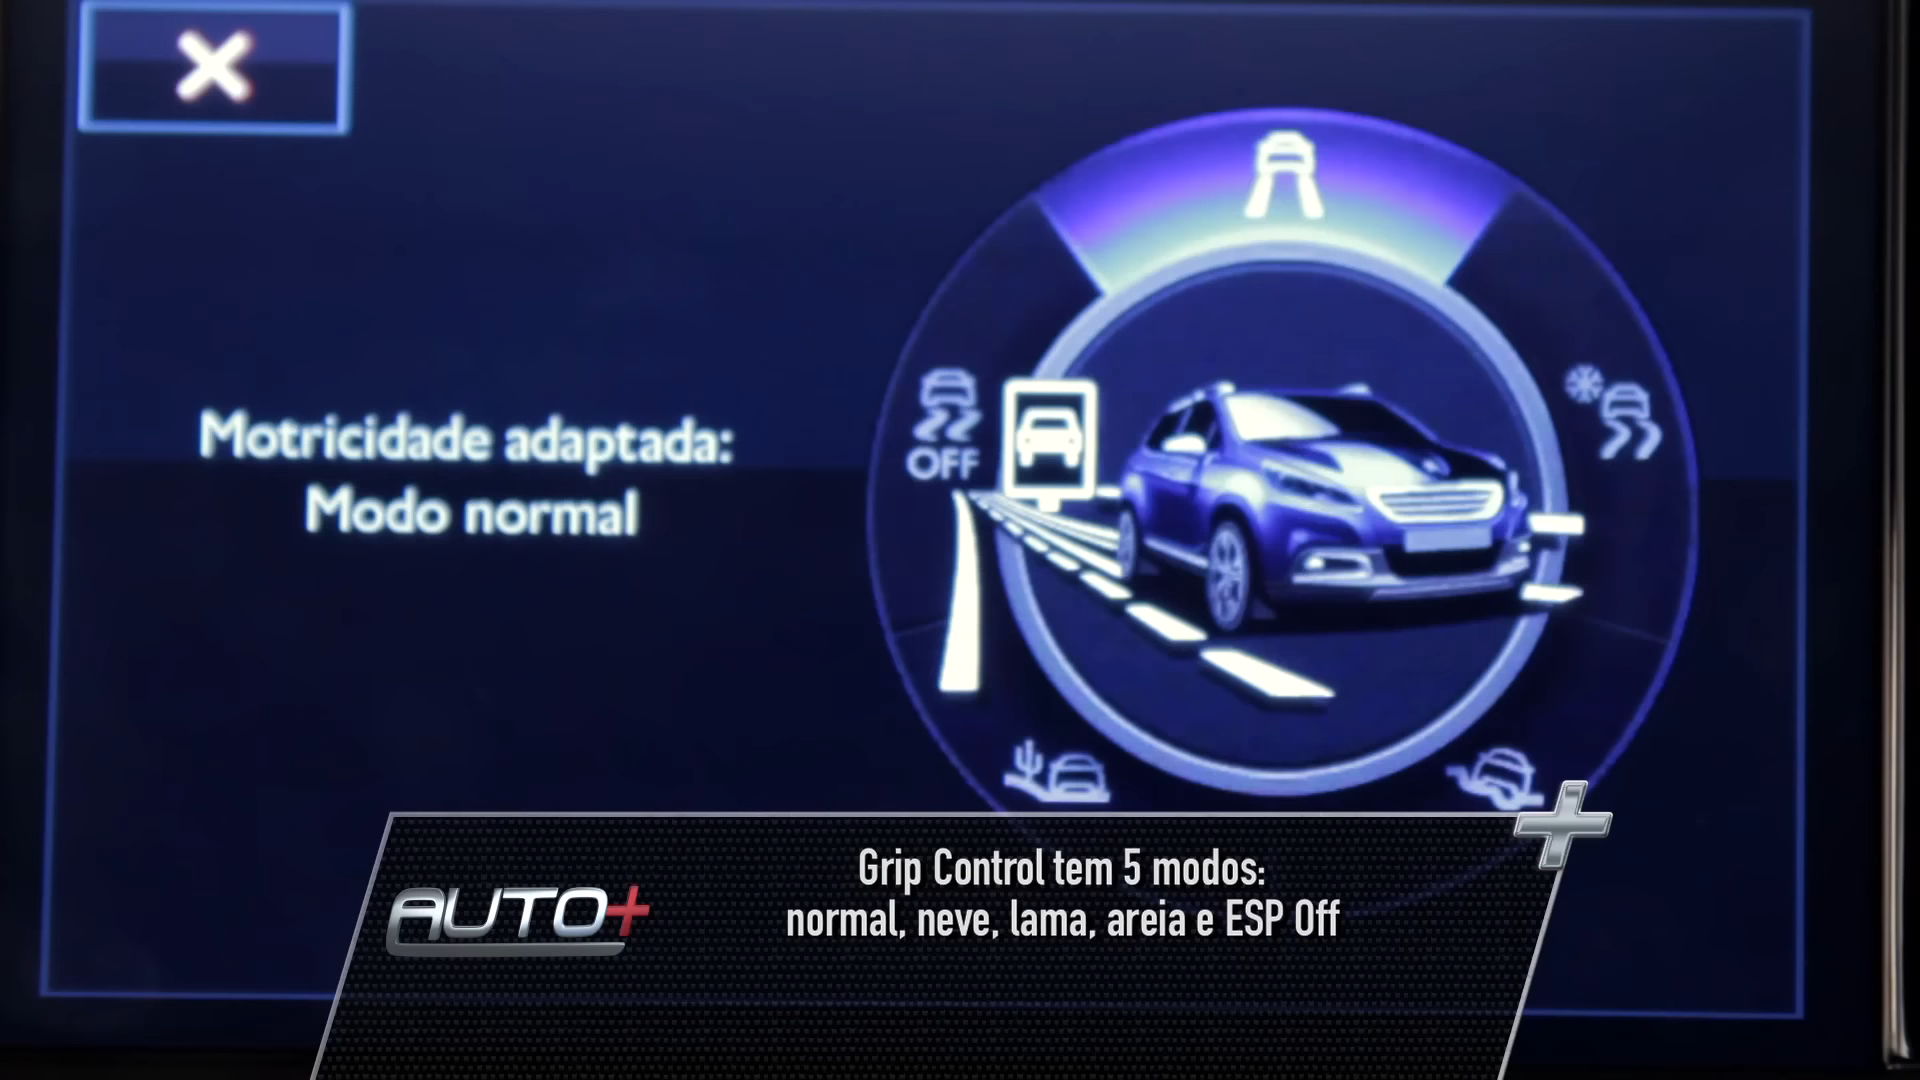 Motricidade adaptada:
Modo normal
OFF
Grip Control tem 5 modos:
normal, neve, lama, areia e ESP Off
AUTO+